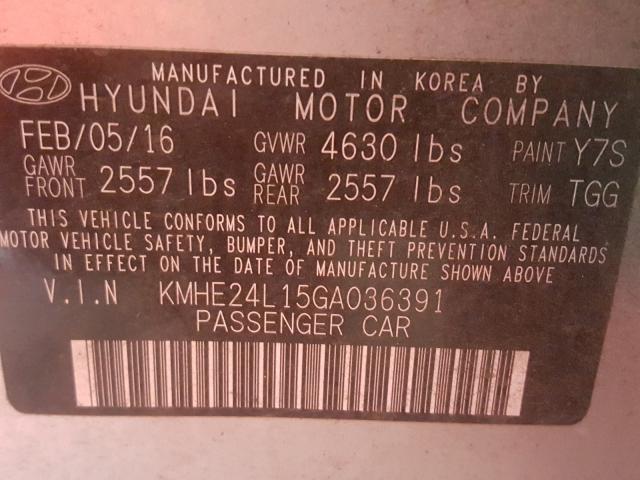 MANUFACTURED IN KOREA BY
HYUNDAI MOTOR COMPANY
FEB/05/16 GVWR 4630 lbs PAINT Y7S
GAWR FRONT 2557 lbs GAWR REAR 2557 lbs TRIM TGG
THIS VEHICLE CONFORMS TO ALL APPLICABLE U.S.A. FEDERAL
MOTOR VEHICLE SAFETY, BUMPER, AND THEFT PREVENTION STANDARDS
IN EFFECT ON THE DATE OF MANUFACTURE SHOWN ABOVE
V.I.N KMHE24L15GA036391
PASSENGER CAR